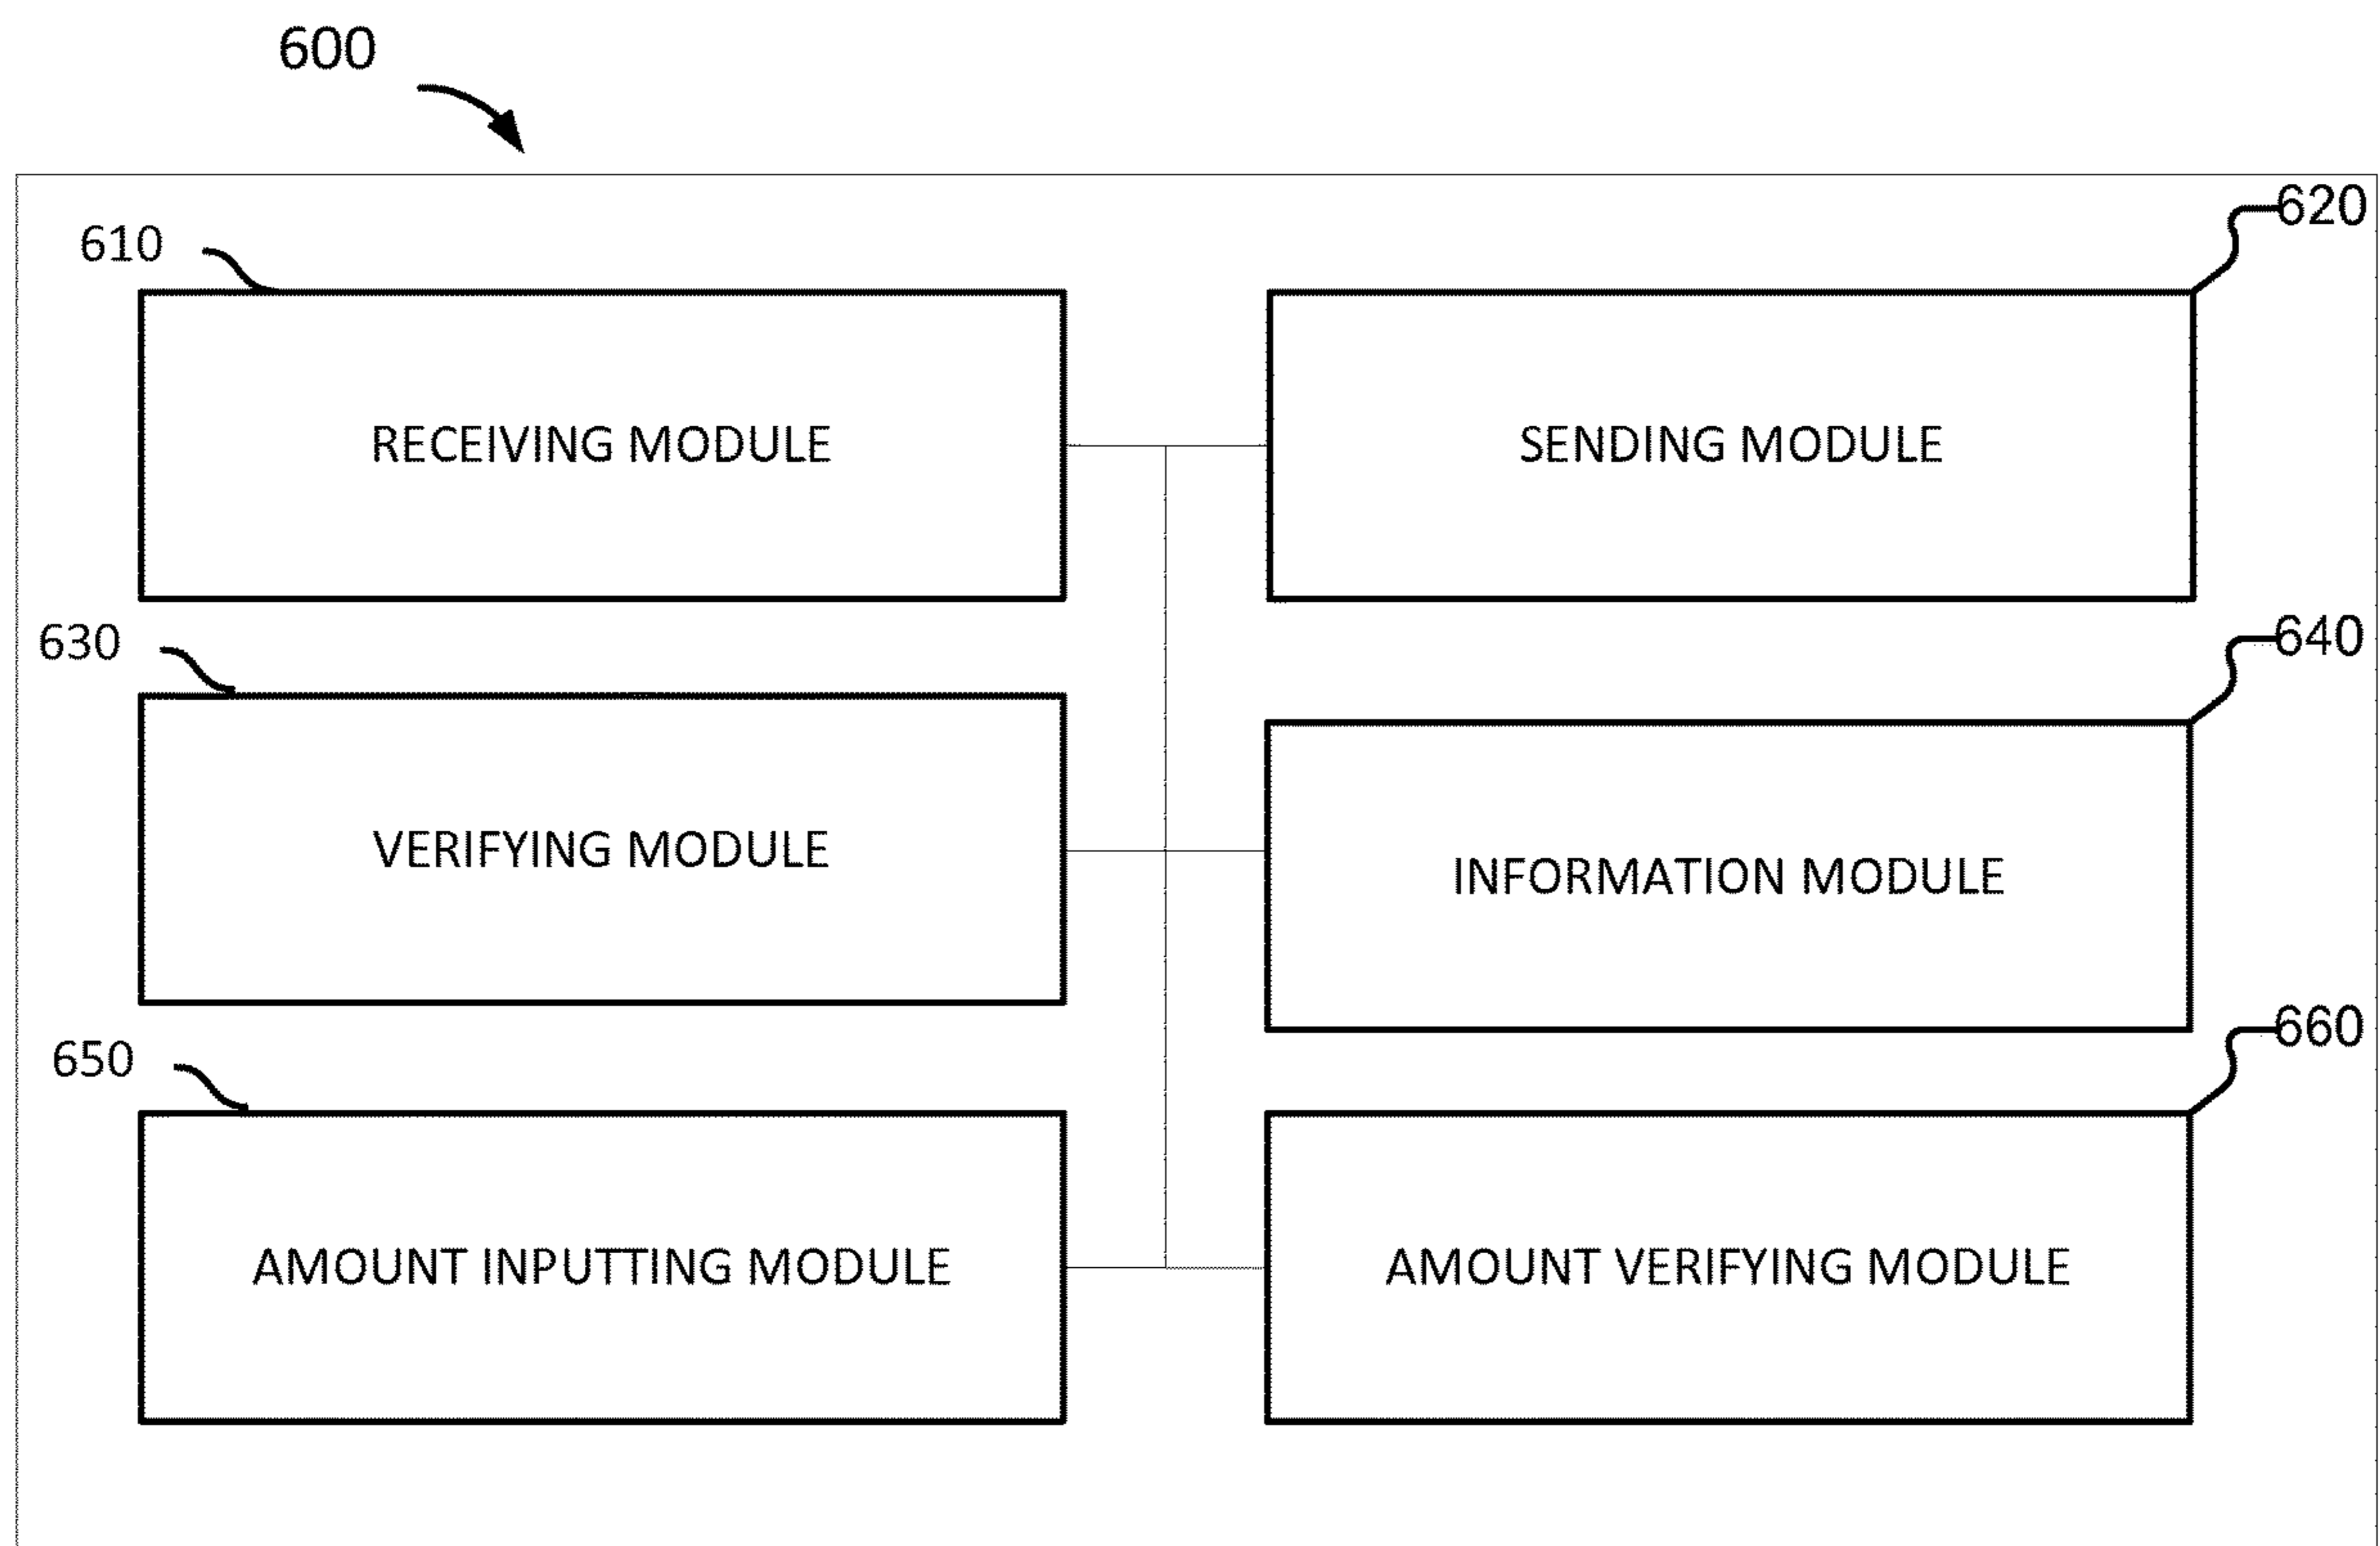 600
610
620
RECEIVING MODULE
SENDING MODULE
630
640
VERIFYING MODULE
INFORMATION MODULE
650
660
AMOUNT INPUTTING MODULE
AMOUNT VERIFYING MODULE